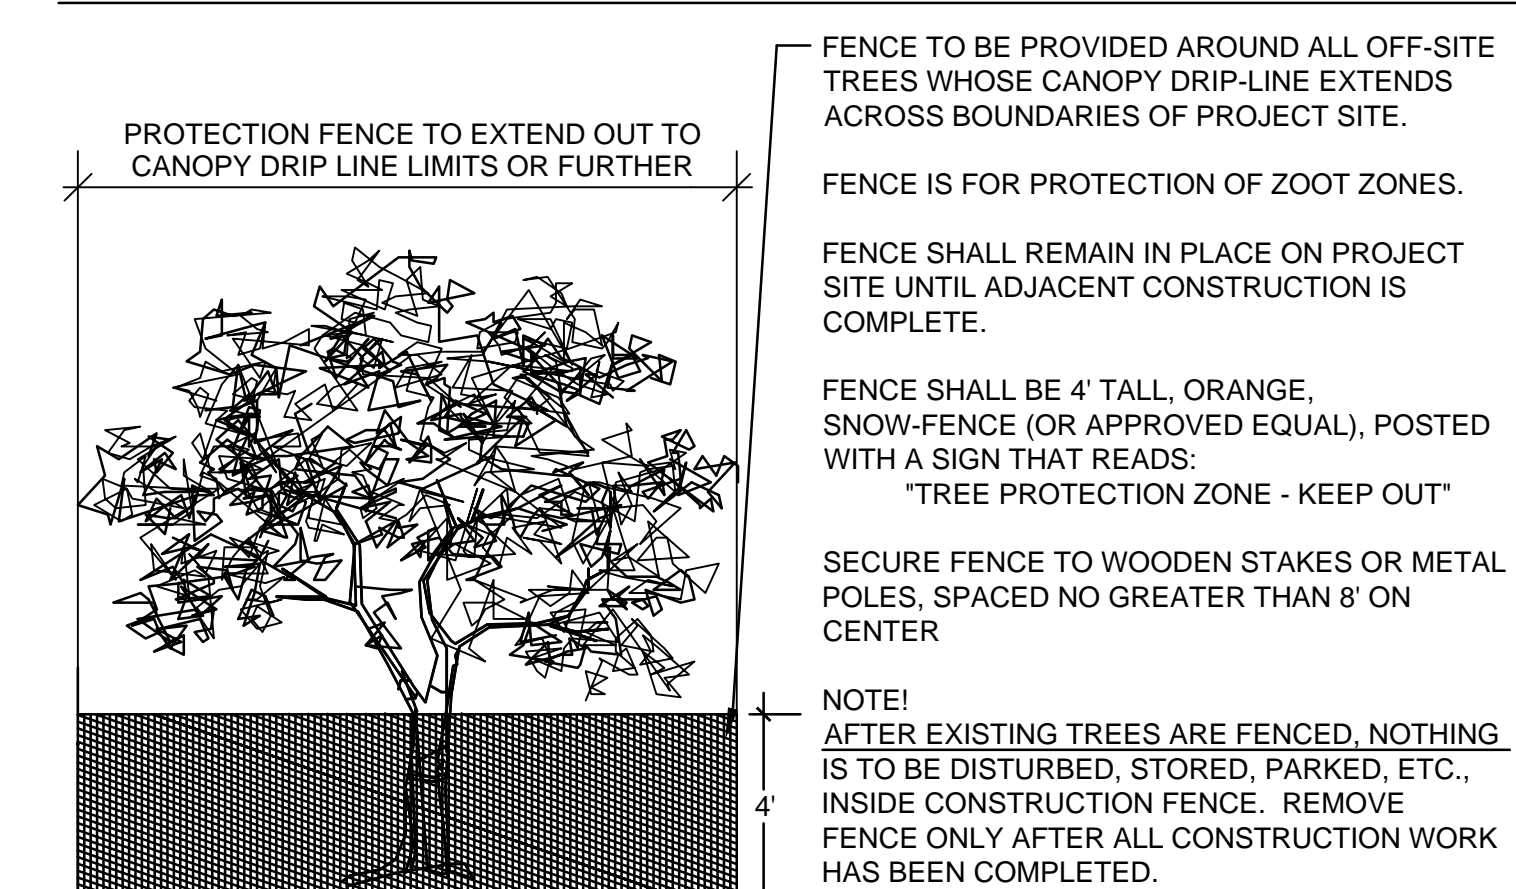 PROTECTION FENCE TO EXTEND OUT TO
CANOPY DRIP LINE LIMITS OR FURTHER
FENCE TO BE PROVIDED AROUND ALL OFF-SITE
TREES WHOSE CANOPY DRIP-LINE EXTENDS
ACROSS BOUNDARIES OF PROJECT SITE.
FENCE IS FOR PROTECTION OF ZOOT ZONES.
FENCE SHALL REMAIN IN PLACE ON PROJECT
SITE UNTIL ADJACENT CONSTRUCTION IS
COMPLETE.
FENCE SHALL BE 4' TALL, ORANGE,
SNOW-FENCE (OR APPROVED EQUAL), POSTED
WITH A SIGN THAT READS:
"TREE PROTECTION ZONE - KEEP OUT"
SECURE FENCE TO WOODEN STAKES OR METAL
POLES, SPACED NO GREATER THAN 8' ON
CENTER
NOTE!
AFTER EXISTING TREES ARE FENCED, NOTHING
IS TO BE DISTURBED, STORED, PARKED, ETC.,
INSIDE CONSTRUCTION FENCE.  REMOVE
FENCE ONLY AFTER ALL CONSTRUCTION WORK
HAS BEEN COMPLETED.
4'